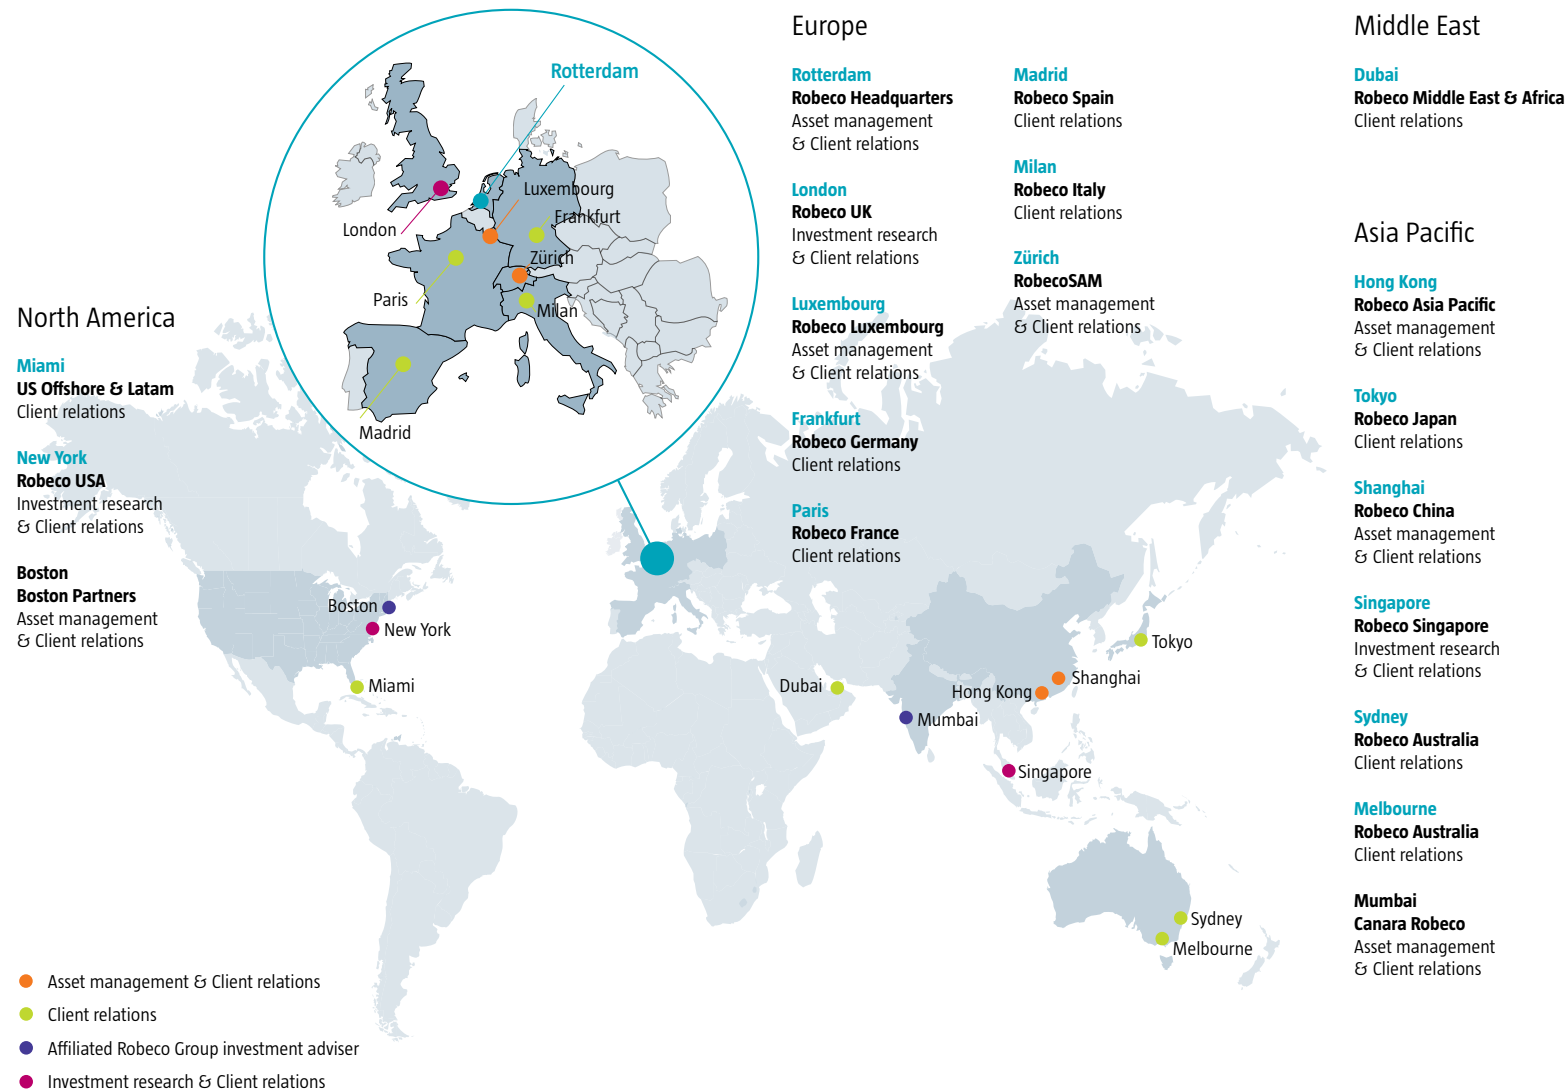 Europe
Rotterdam
Robeco Headquarters
Asset management
& Client relations
London
Robeco UK
Investment research
& Client relations
Luxembourg
Robeco Luxembourg
Asset management
& Client relations
Frankfurt
Robeco Germany
Client relations
Paris
Robeco France
Client relations
Madrid
Robeco Spain
Client relations
Milan
Robeco Italy
Client relations
Zürich
RobecoSAM
Asset management
& Client relations
Middle East
Dubai
Robeco Middle East & Africa
Client relations
Asia Pacific
Hong Kong
Robeco Asia Pacific
Asset management
& Client relations
Tokyo
Robeco Japan
Client relations
Shanghai
Robeco China
Asset management
& Client relations
Singapore
Robeco Singapore
Investment research
& Client relations
Sydney
Robeco Australia
Client relations
Melbourne
Robeco Australia
Client relations
Mumbai
Canara Robeco
Asset management
& Client relations
North America
Miami
US Offshore & Latam
Client relations
New York
Robeco USA
Investment research
& Client relations
Boston
Boston Partners
Asset management
& Client relations
Rotterdam
Luxembourg
Frankfurt
London
Zürich
Paris
Milan
Madrid
Boston
New York
Miami
Dubai
Mumbai
Tokyo
Shanghai
Hong Kong
Singapore
Sydney
Melbourne
Asset management & Client relations
Client relations
Affiliated Robeco Group investment adviser
Investment research & Client relations